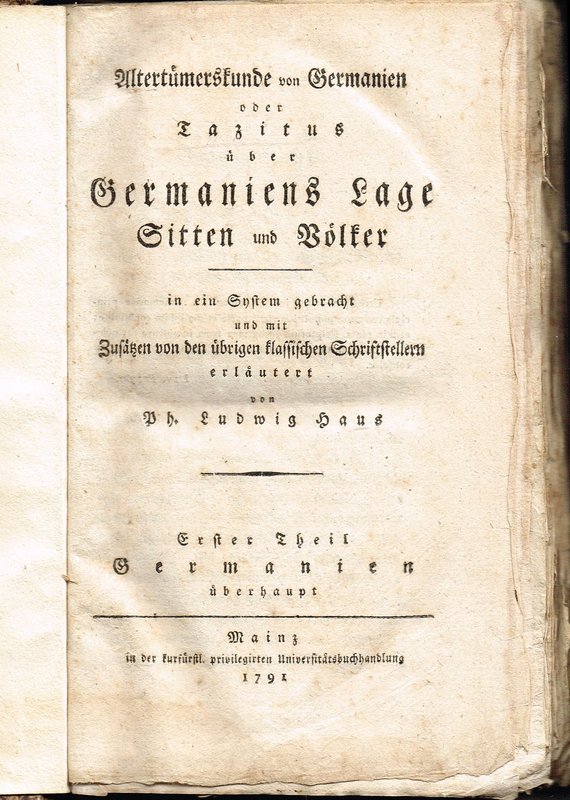 Altertümerskunde von Germanien
oder
Tazitus
über
Germaniens Lage
Sitten und Völker
in ein System gebracht
und mit
Zusätzen von den übrigen klassischen Schriftstellern
erläutert
von
Ph. Ludwig Haus
Erster Theil
Germanien
überhaupt
Mainz
in der kurfürstl. privilegirten Universitätsbuchhandlung
1791